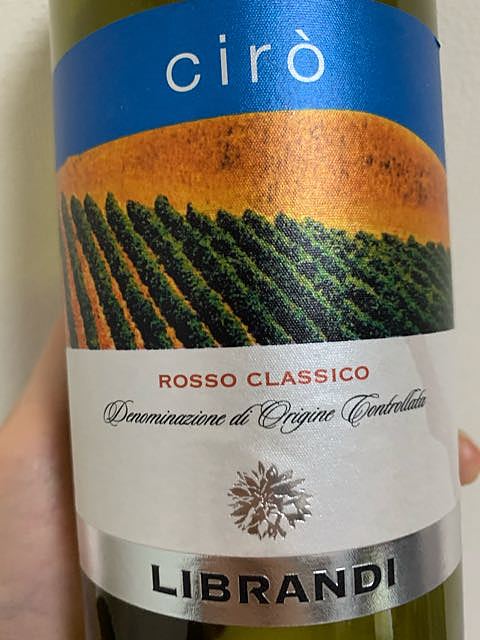 cirò
ROSSO CLASSICO
Denominazione di Origine Controllata
LIBRANDI